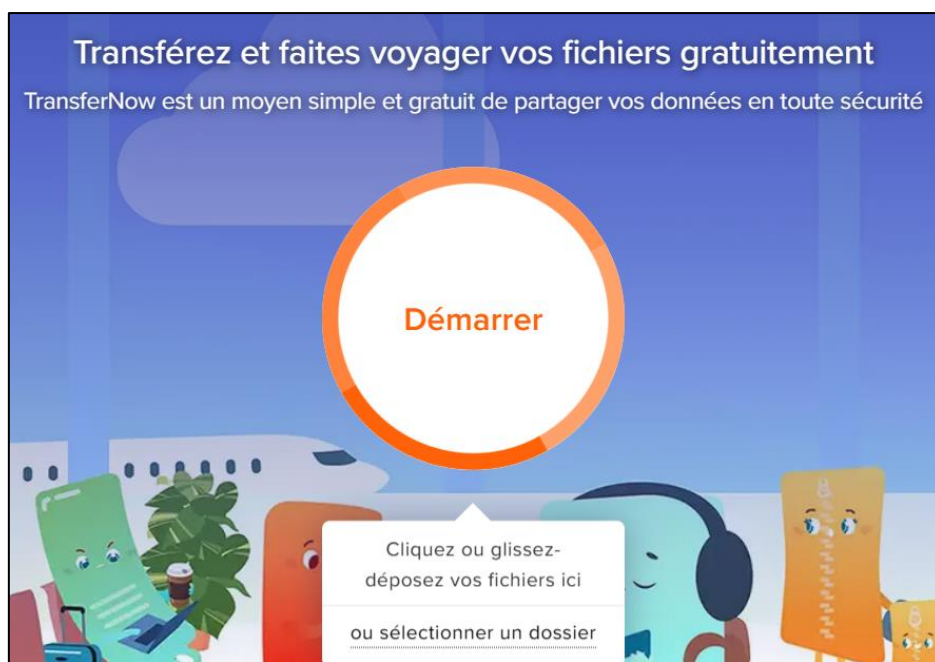 Transférez et faites voyager vos fichiers gratuitement
TransferNow est un moyen simple et gratuit de partager vos données en toute sécurité
Démarrer
Cliquez ou glissez-
déposez vos fichiers ici
ou sélectionner un dossier